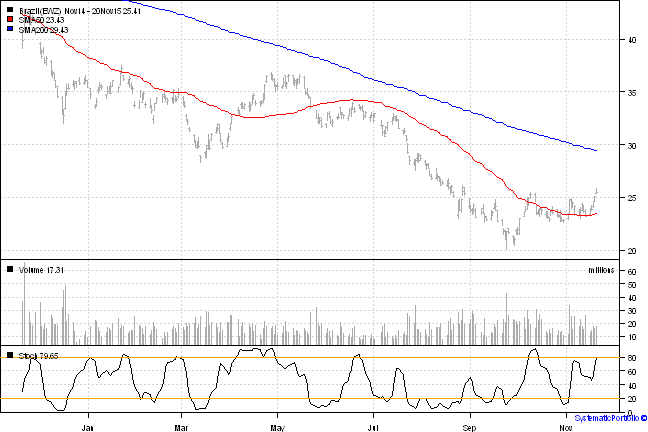 Brazil(EWZ) Nov14 - 20Nov15 25.41
SMA60 23.43
SMA200 29.43
40
35
30
25
20
Volume 17.31
millions
60
50
40
30
20
10
Stoch 79.65
80
60
40
20
0
Jan
Mar
May
Jul
Sep
Nov
SystematicPortfolio ©